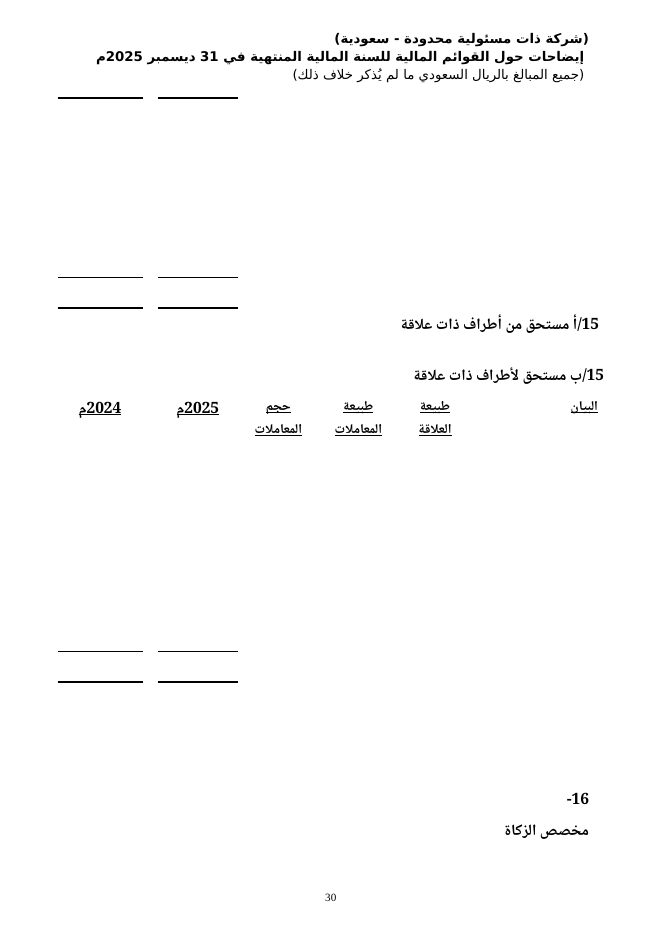 (شركة ذات مسئولية محدودة - سعودية)
إيضاحات حول القوائم المالية للسنة المالية المنتهية في 31 ديسمبر 2025م
(جميع المبالغ بالريال السعودي ما لم يُذكر خلاف ذلك)
15/أ مستحق من أطراف ذات علاقة
15/ب مستحق لأطراف ذات علاقة
البيان طبيعة طبيعة حجم 2025م 2024م
العلاقة المعاملات المعاملات
16-
مخصص الزكاة
30